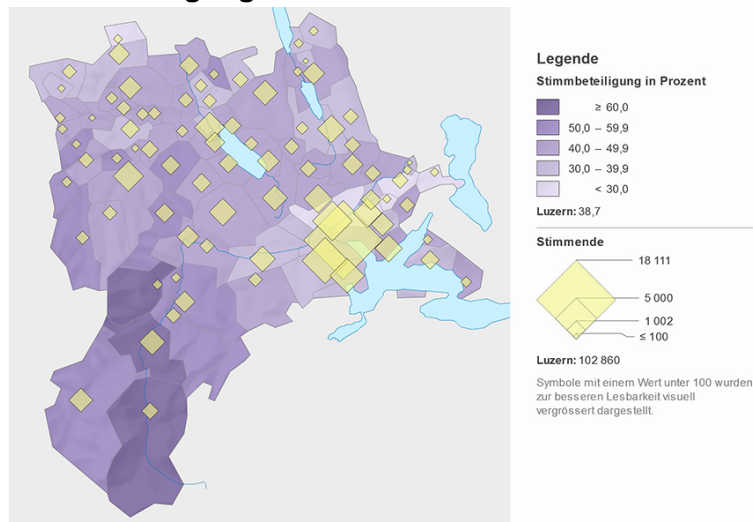 Legende
Stimmbeteiligung in Prozent
≥ 60,0
50,0 – 59,9
40,0 – 49,9
30,0 – 39,9
< 30,0
Luzern: 38,7
Stimmende
18 111
5 000
1 002
≤ 100
Luzern: 102 860
Symbole mit einem Wert unter 100 wurden
zur besseren Lesbarkeit visuell
vergrössert dargestellt.